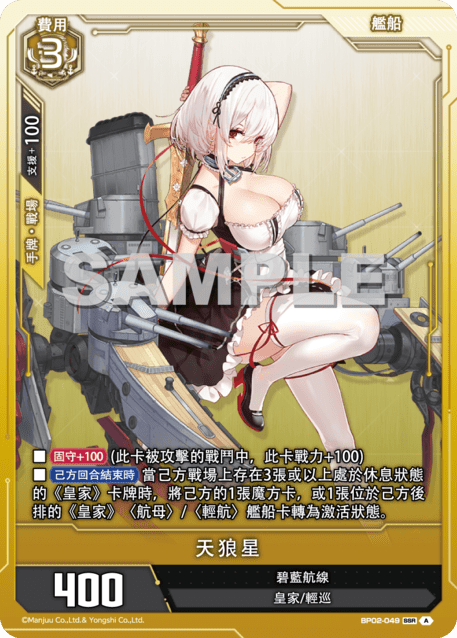 費用
3
艦船
支援+100
手牌・戰場
SAMPLE
■ 固守+100 (此卡被攻擊的戰鬥中,此卡戰力+100)
■ 己方回合結束時 當己方戰場上存在3張或以上處於休息狀態
的《皇家》卡牌時,將己方的1張魔方卡,或1張位於己方後
排的《皇家》〈航母〉/〈輕航〉艦船卡轉為激活狀態。
天狼星
400
碧藍航線
皇家/輕巡
©Manjuu Co.,Ltd.& Yongshi Co.,Ltd.
BP02-049 SSR A